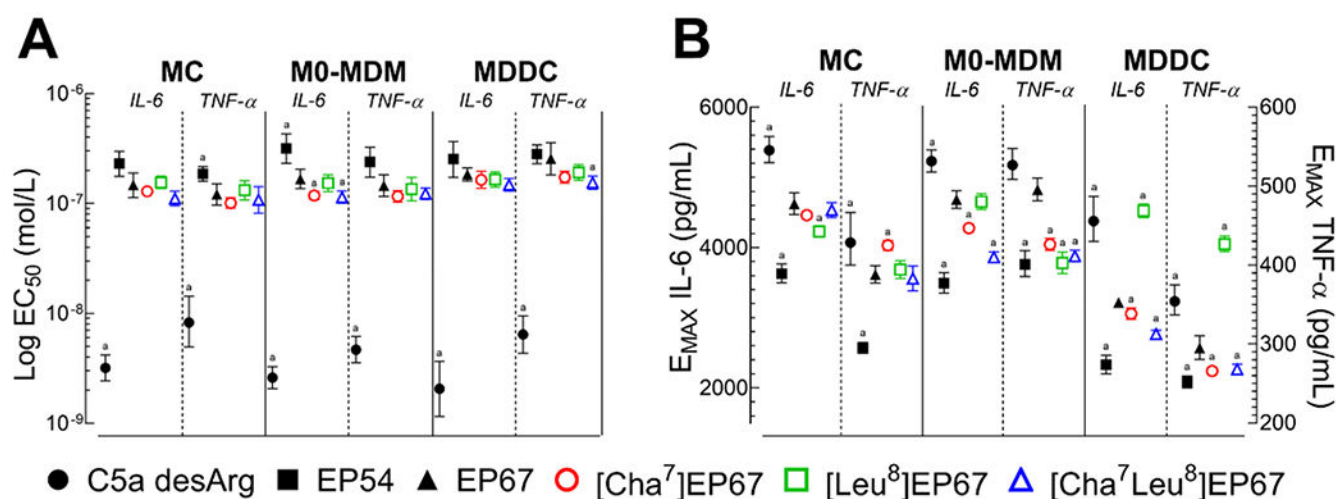 A
B
MC M0-MDM MDDC
IL-6 TNF-α IL-6 TNF-α IL-6 TNF-α
Log EC50 (mol/L)
10-6
10-7
10-8
10-9
a a a a a a a a a a a
MC M0-MDM MDDC
IL-6 TNF-α IL-6 TNF-α IL-6 TNF-α
EMAX IL-6 (pg/mL)
6000
4000
2000
600
500
400
300
200
EMAX TNF-α (pg/mL)
C5a desArg EP54 EP67 [Cha7]EP67 [Leu8]EP67 [Cha7Leu8]EP67